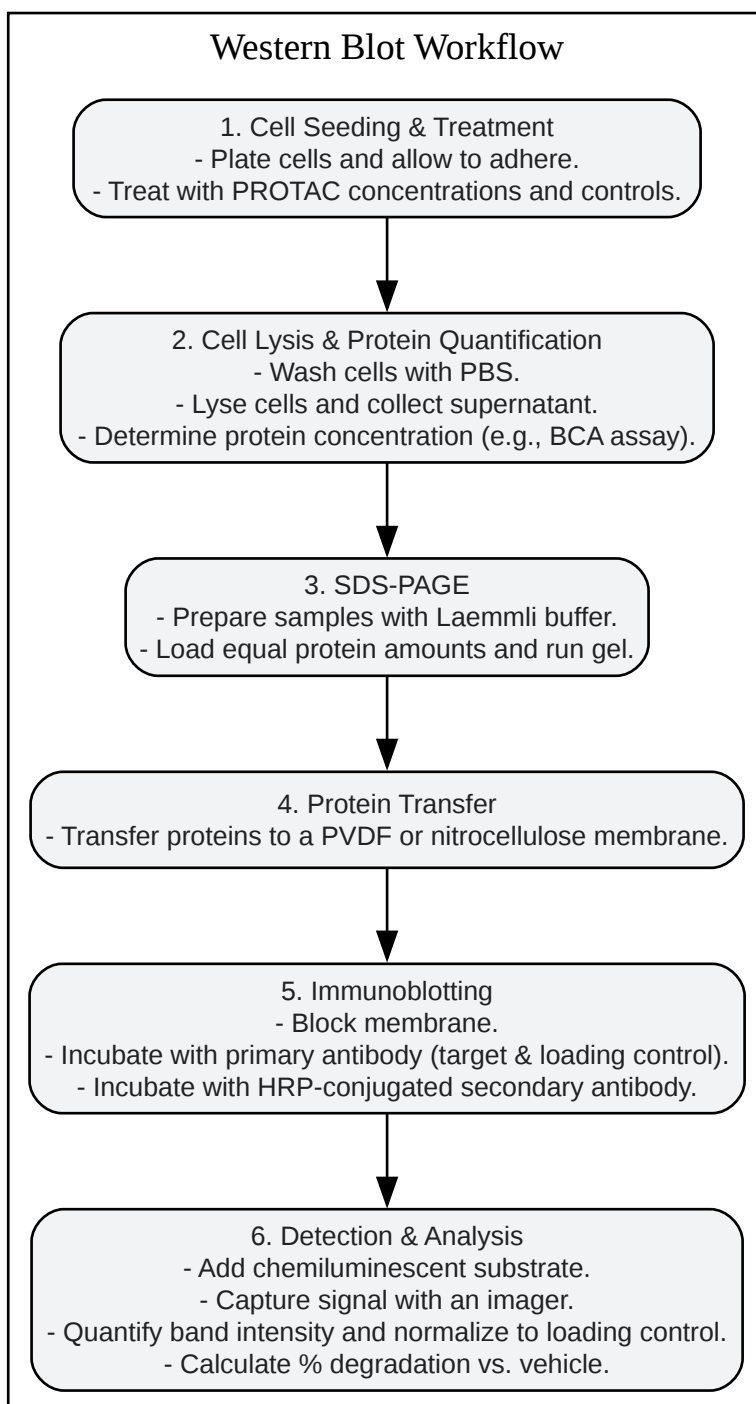 Western Blot Workflow
1. Cell Seeding & Treatment
- Plate cells and allow to adhere.
- Treat with PROTAC concentrations and controls.
2. Cell Lysis & Protein Quantification
- Wash cells with PBS.
- Lyse cells and collect supernatant.
- Determine protein concentration (e.g., BCA assay).
3. SDS-PAGE
- Prepare samples with Laemmli buffer.
- Load equal protein amounts and run gel.
4. Protein Transfer
- Transfer proteins to a PVDF or nitrocellulose membrane.
5. Immunoblotting
- Block membrane.
- Incubate with primary antibody (target & loading control).
- Incubate with HRP-conjugated secondary antibody.
6. Detection & Analysis
- Add chemiluminescent substrate.
- Capture signal with an imager.
- Quantify band intensity and normalize to loading control.
- Calculate % degradation vs. vehicle.